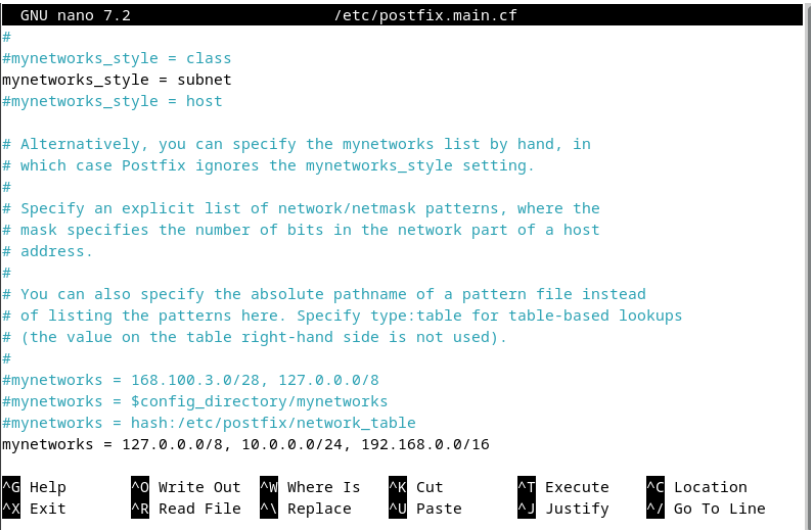 GNU nano 7.2 /etc/postfix.main.cf
#
#mynetworks_style = class
mynetworks_style = subnet
#mynetworks_style = host
# Alternatively, you can specify the mynetworks list by hand, in
# which case Postfix ignores the mynetworks_style setting.
#
# Specify an explicit list of network/netmask patterns, where the
# mask specifies the number of bits in the network part of a host
# address.
#
# You can also specify the absolute pathname of a pattern file instead
# of listing the patterns here. Specify type:table for table-based lookups
# (the value on the table right-hand side is not used).
#
#mynetworks = 168.100.3.0/28, 127.0.0.0/8
#mynetworks = $config_directory/mynetworks
#mynetworks = hash:/etc/postfix/network_table
mynetworks = 127.0.0.0/8, 10.0.0.0/24, 192.168.0.0/16
^G Help ^O Write Out ^W Where Is ^K Cut ^T Execute ^C Location
^X Exit ^R Read File ^\ Replace ^U Paste ^J Justify ^/ Go To Line